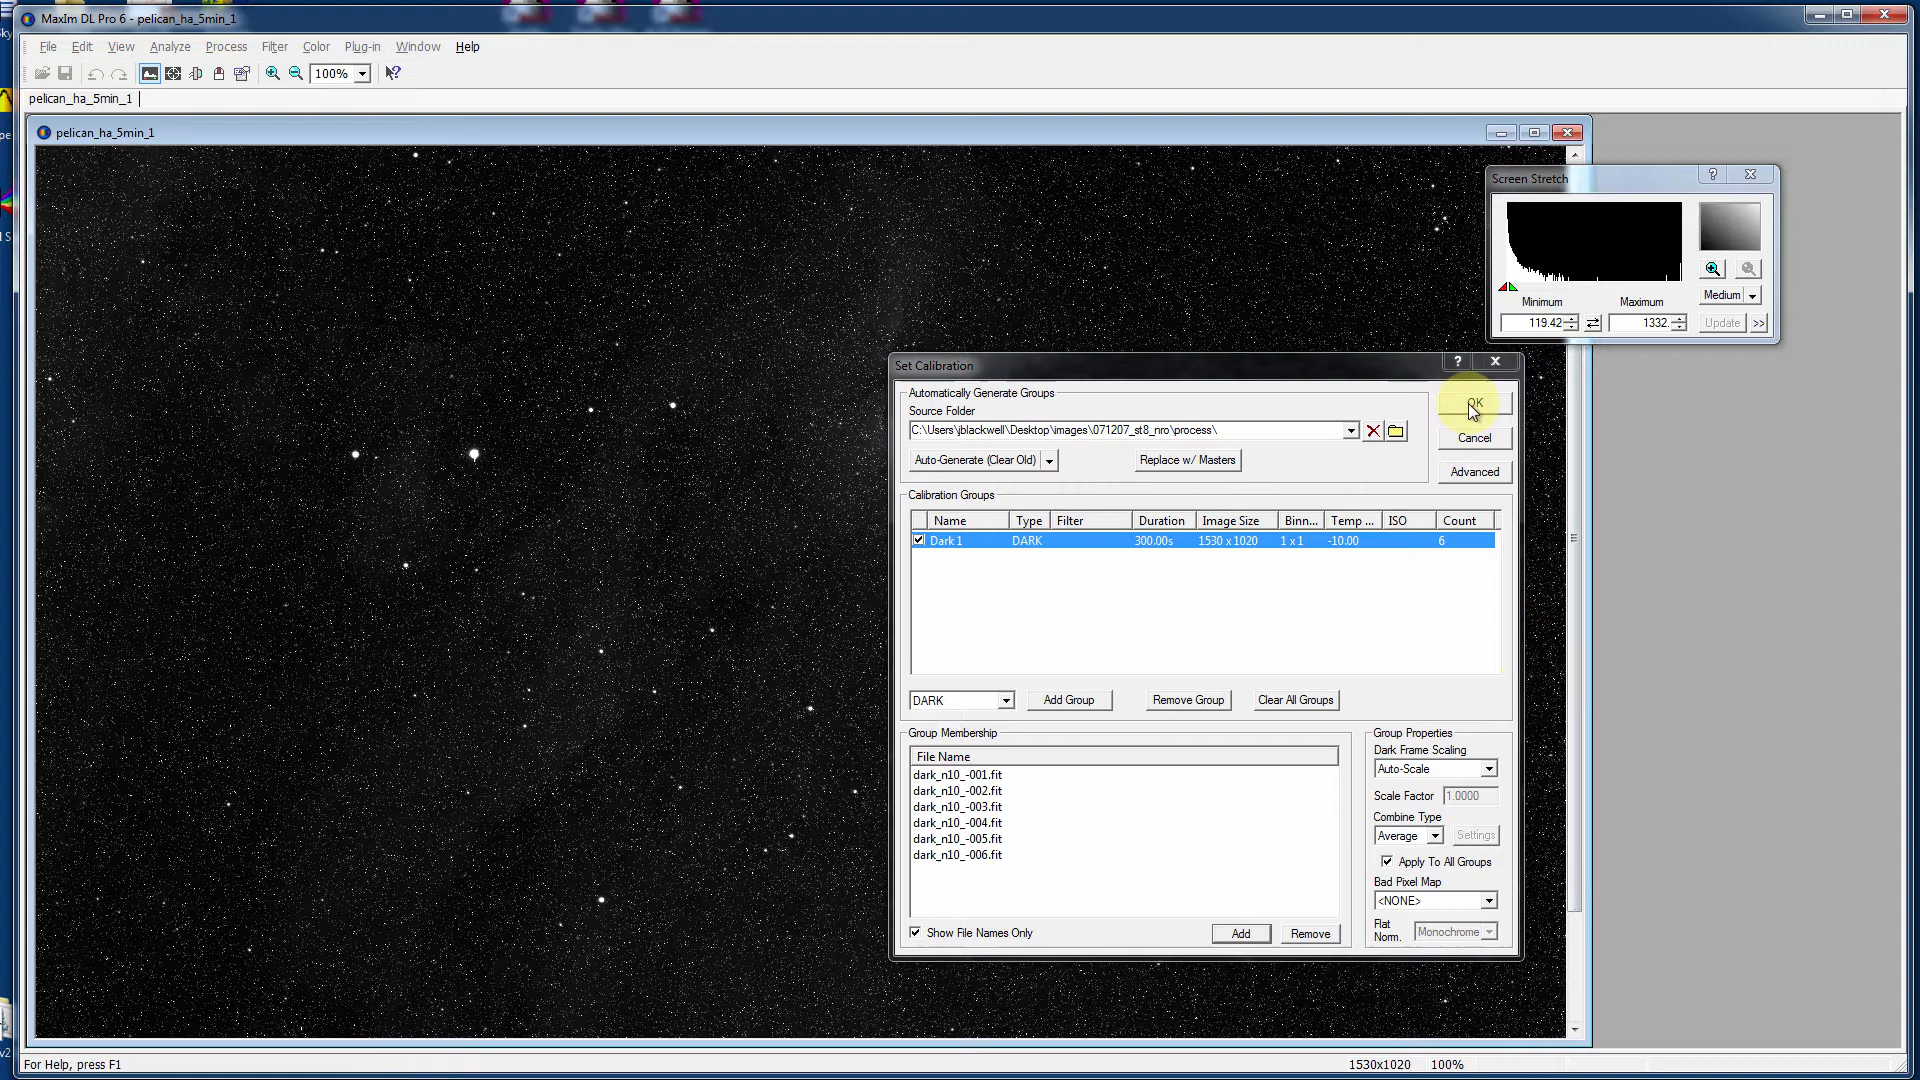 MaxIm DL Pro 6 - pelican_ha_5min_1
File Edit View Analyze Process Filter Color Plug-in Window Help
100%
pelican_ha_5min_1
pelican_ha_5min_1
Screen Stretch
Minimum Maximum Medium
119.42 1332. Update >>
Set Calibration
Automatically Generate Groups
Source Folder OK
C:\Users\jblackwell\Desktop\images\071207_st8_nro\process\
Cancel
Auto-Generate (Clear Old) Replace w/ Masters
Advanced
Calibration Groups
Name Type Filter Duration Image Size Binn... Temp ... ISO Count
Dark 1 DARK 300.00s 1530 x 1020 1 x 1 -10.00 6
DARK Add Group Remove Group Clear All Groups
Group Membership Group Properties
Dark Frame Scaling
File Name
Auto-Scale
dark_n10_-001.fit
dark_n10_-002.fit
Scale Factor 1.0000
dark_n10_-003.fit
Combine Type
dark_n10_-004.fit
Average Settings
dark_n10_-005.fit
dark_n10_-006.fit
Apply To All Groups
Bad Pixel Map
<NONE>
Flat Norm. Monochrome
Show File Names Only Add Remove
For Help, press F1 1530x1020 100%